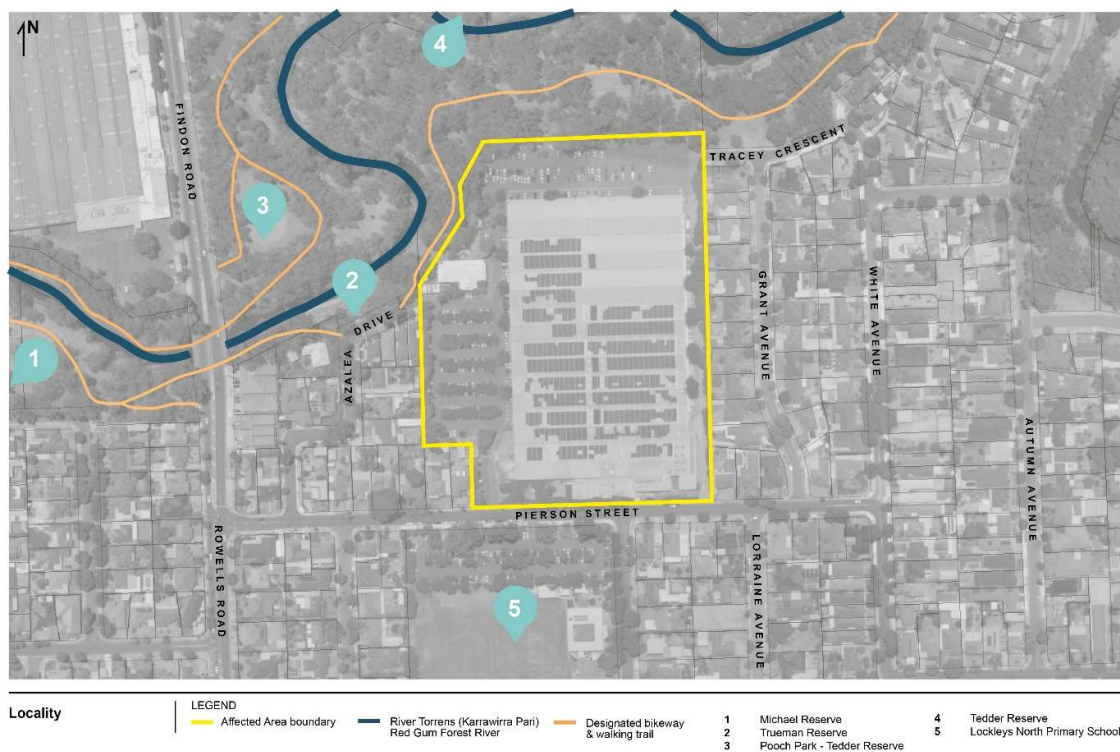 N
4
FINDON ROAD
TRACEY CRESCENT
3
2
GRANT AVENUE
WHITE AVENUE
DRIVE
AZALEA
1
AUTUMN AVENUE
PIERSON STREET
ROWELLS ROAD
LORRAINE AVENUE
5
Locality
LEGEND
Affected Area boundary
River Torrens (Karrawirra Pari)
Red Gum Forest River
Designated bikeway
& walking trail
1 Michael Reserve
2 Trueman Reserve
3 Pooch Park - Tedder Reserve
4 Tedder Reserve
5 Lockleys North Primary School